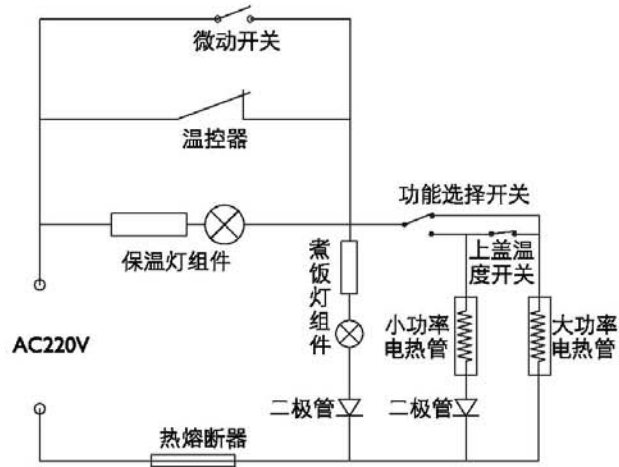 微动开关
温控器
功能选择开关
保温灯组件
煮
饭
灯
组
件
上盖温
度开关
小功率
电热管
大功率
电热管
AC220V
二极管
二极管
热熔断器